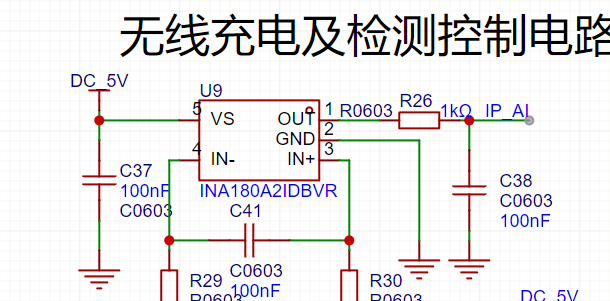 无线充电及检测控制电路
DC_5V
U9
5
VS
OUT
1
R0603
R26
1kΩ
IP_AI
GND
2
4
IN-
IN+
3
INA180A2IDBVR
C37
100nF
C0603
C41
C0603
100nF
C38
C0603
100nF
R29
R0603
R30
R0603
DC_5V